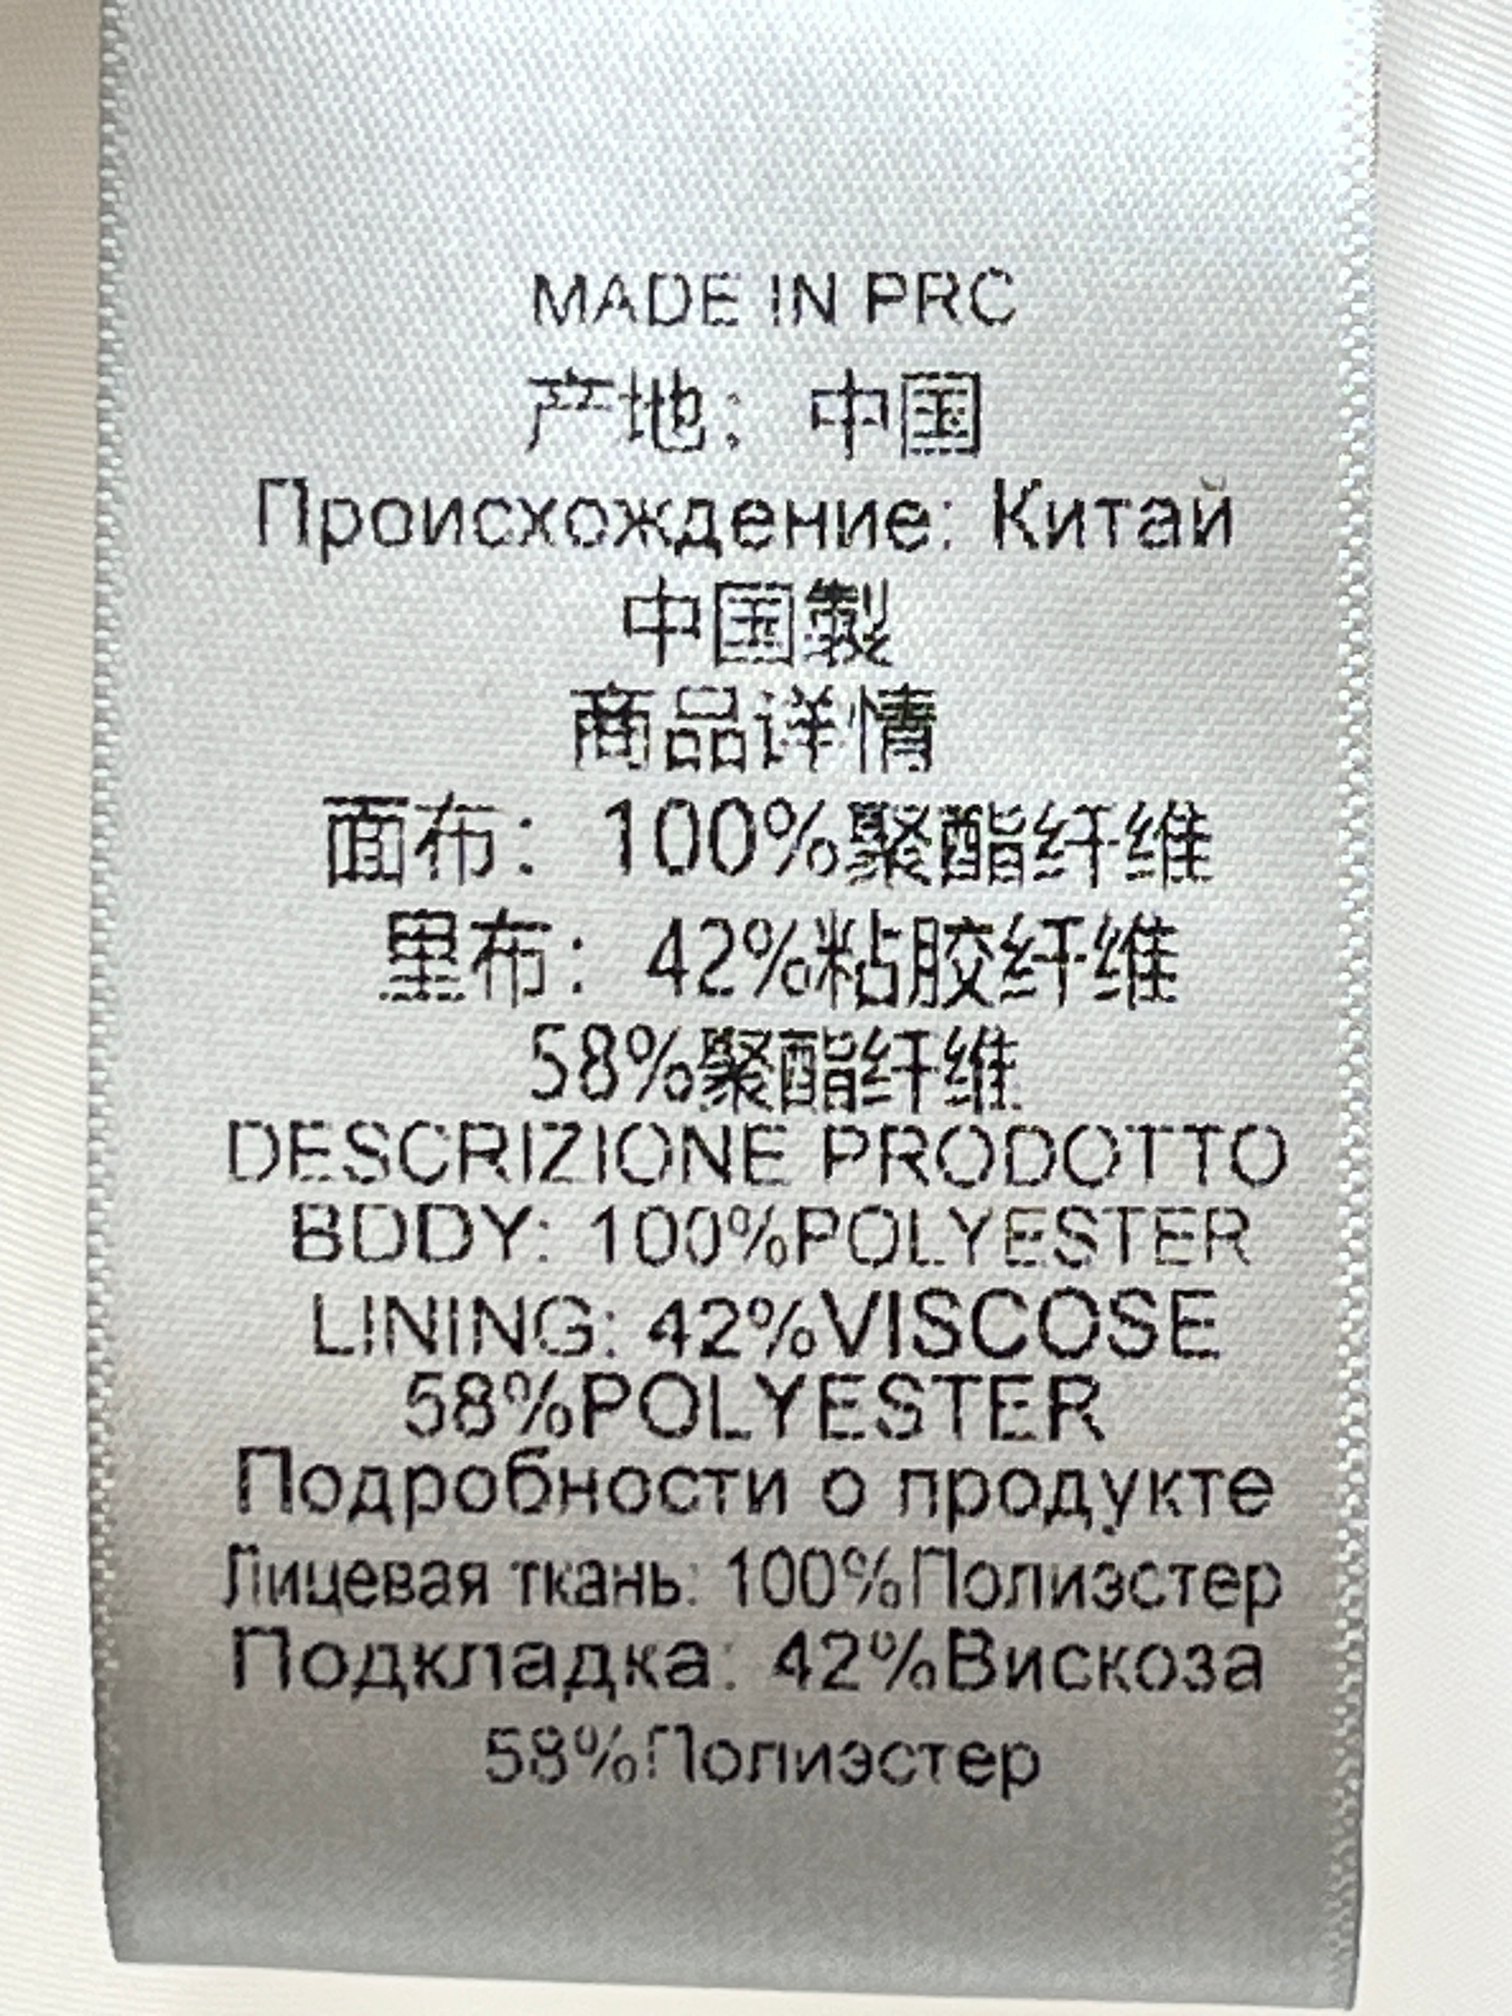 MADE IN PRC
产地：中国
Происхождение: Китай
中国製
商品详情
面布：100%聚酯纤维
里布：42%粘胶纤维
58%聚酯纤维
DESCRIZIONE PRODOTTO
BODY: 100%POLYESTER
LINING: 42%VISCOSE
58%POLYESTER
Подробности о продукте
Лицевая ткань: 100%Полиэстер
Подкладка: 42%Вискоза
58%Полиэстер